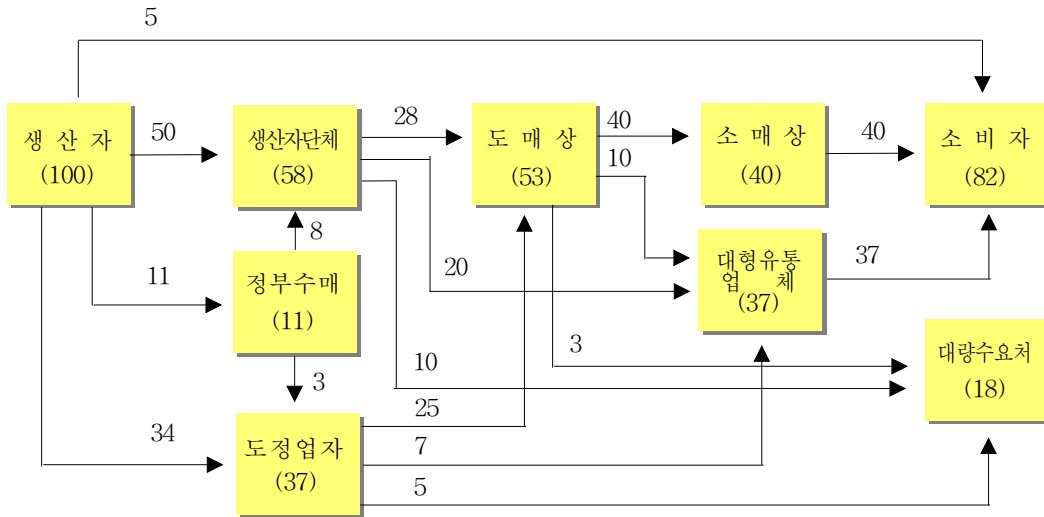 5
생 산 자
(100)
50
생산자단체
(58)
28
도 매 상
(53)
40
10
소 매 상
(40)
40
소 비 자
(82)
8
20
11
정부수매
(11)
대형유통
업 체
(37)
37
3
10
3
대량수요처
(18)
34
도정업자
(37)
25
7
5